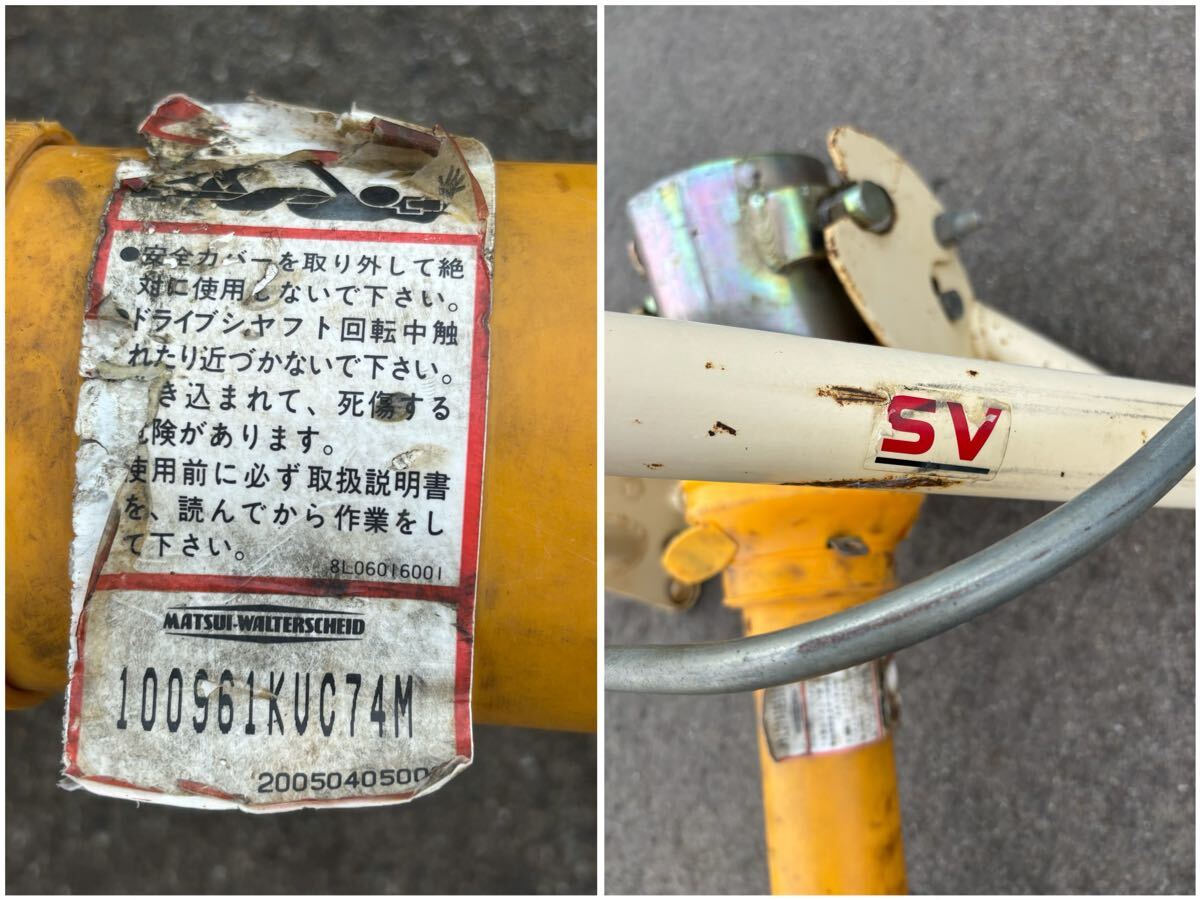 ●安全カバーを取り外して絶
対に使用しないで下さい。
●ドライブシャフト回転中触
れたり近づかないで下さい。
き込まれて、死傷する
険があります。
使用前に必ず取扱説明書
を、読んでから作業をし
て下さい。
8L06016001
MATSUI-WALTERSCHEID
100961KUC74M
2005040500
SV